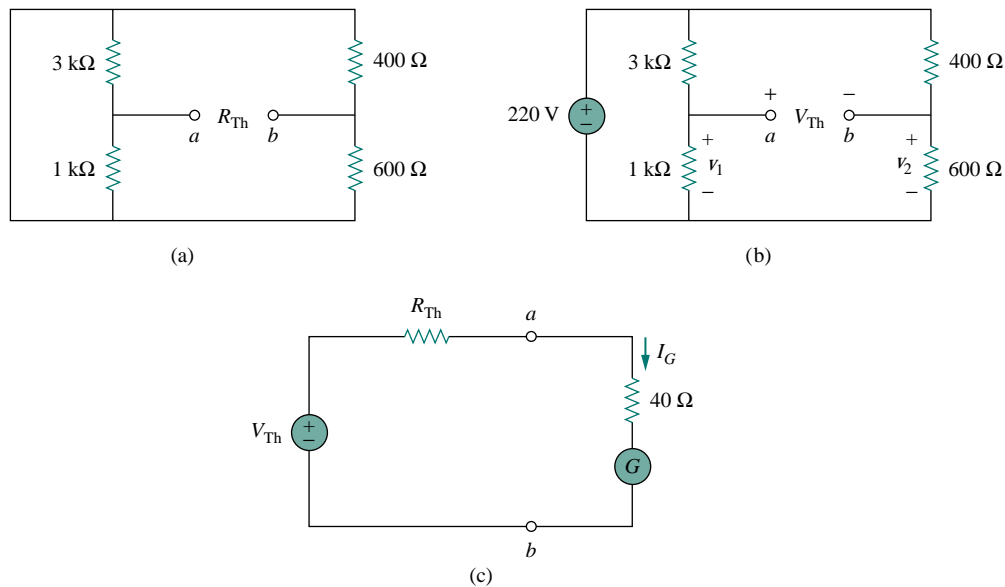 3 kΩ
400 Ω
a
R_Th
b
1 kΩ
600 Ω
(a)
220 V
+
−
3 kΩ
400 Ω
+
−
a
V_Th
b
1 kΩ
+
v_1
−
+
v_2
−
600 Ω
(b)
R_Th
a
I_G
40 Ω
V_Th
+
−
G
b
(c)